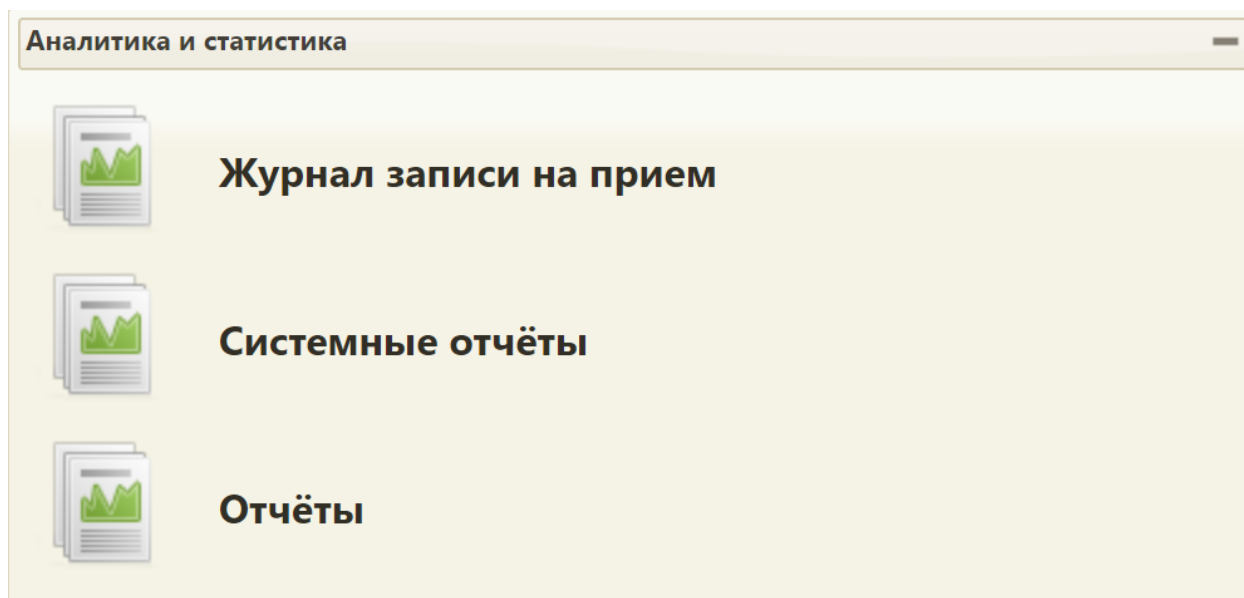 Аналитика и статистика
Журнал записи на прием
Системные отчёты
Отчёты